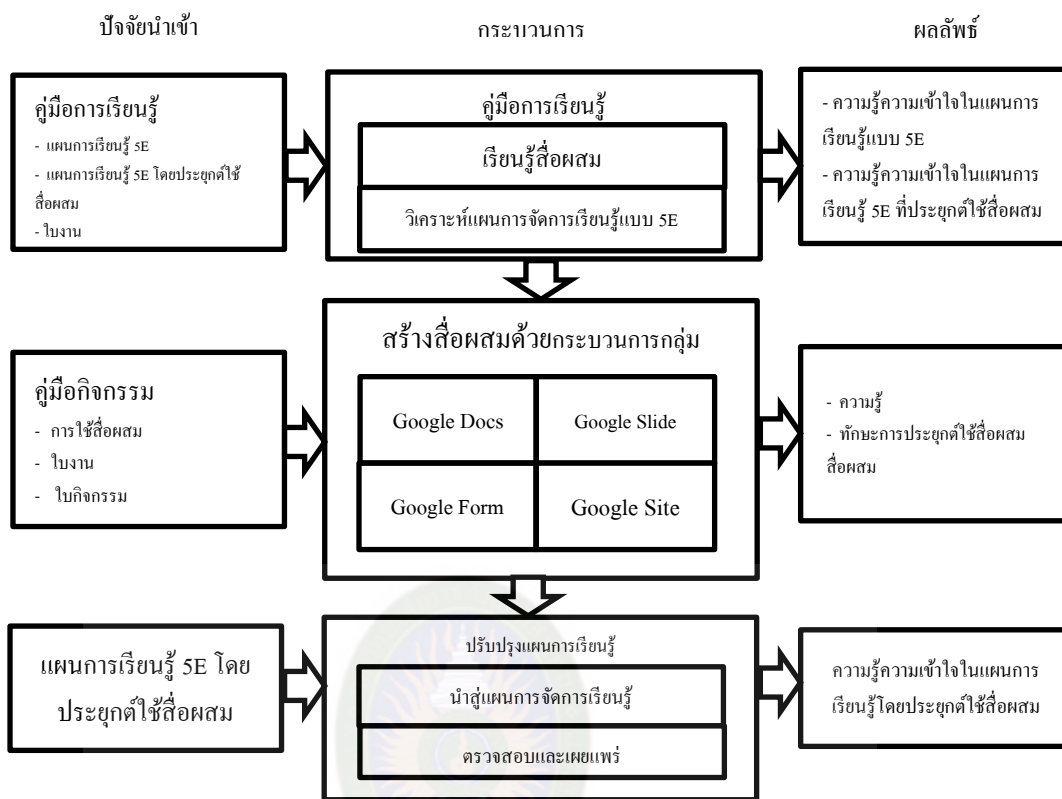 ปัจจัยนำเข้า
กระบวนการ
ผลลัพธ์
คู่มือการเรียนรู้
- แผนการเรียนรู้ 5E
- แผนการเรียนรู้ 5E โดยประยุกต์ใช้
สื่อผสม
- ใบงาน
คู่มือการเรียนรู้
เรียนรู้สื่อผสม
วิเคราะห์แผนการจัดการเรียนรู้แบบ 5E
- ความรู้ความเข้าใจในแผนการ
เรียนรู้แบบ 5E
- ความรู้ความเข้าใจในแผนการ
เรียนรู้ 5E ที่ประยุกต์ใช้สื่อผสม
คู่มือกิจกรรม
- การใช้สื่อผสม
- ใบงาน
- ใบกิจกรรม
สร้างสื่อผสมด้วยกระบวนการกลุ่ม
Google Docs
Google Slide
Google Form
Google Site
- ความรู้
- ทักษะการประยุกต์ใช้สื่อผสม
สื่อผสม
แผนการเรียนรู้ 5E โดย
ประยุกต์ใช้สื่อผสม
ปรับปรุงแผนการเรียนรู้
นำสู่แผนการจัดการเรียนรู้
ตรวจสอบและเผยแพร่
ความรู้ความเข้าใจในแผนการ
เรียนรู้โดยประยุกต์ใช้สื่อผสม